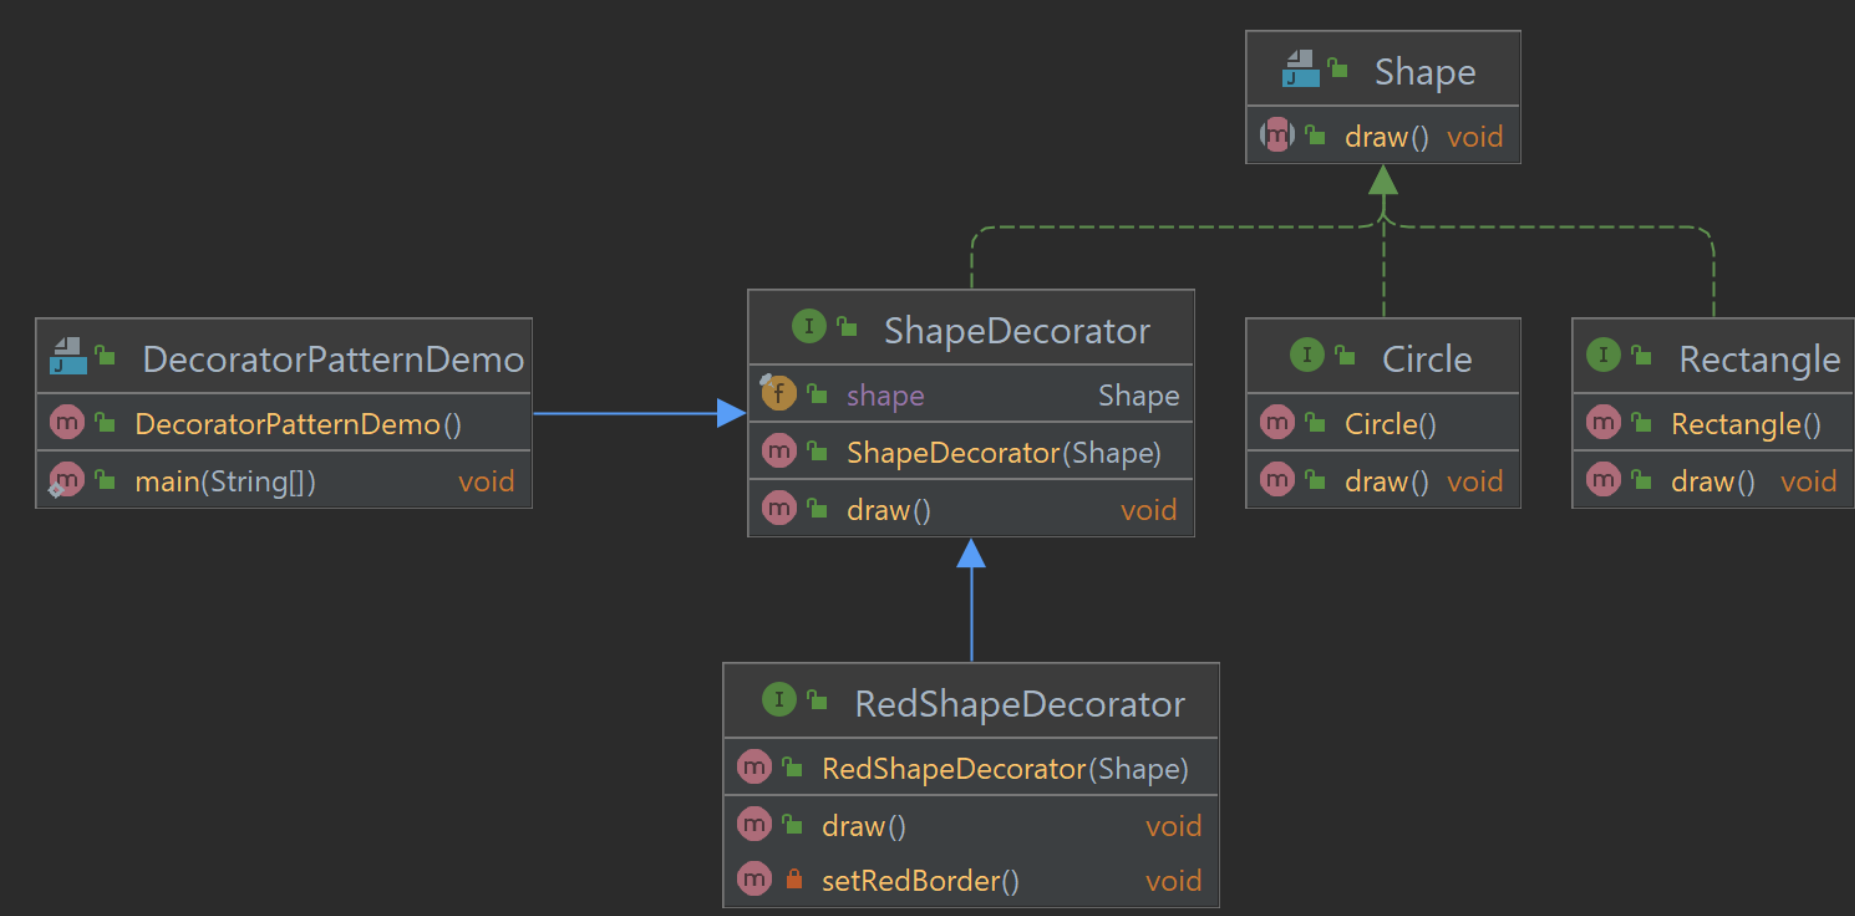 Shape
draw() void
DecoratorPatternDemo
DecoratorPatternDemo()
main(String[]) void
ShapeDecorator
shape Shape
ShapeDecorator(Shape)
draw() void
Circle
Circle()
draw() void
Rectangle
Rectangle()
draw() void
RedShapeDecorator
RedShapeDecorator(Shape)
draw() void
setRedBorder() void